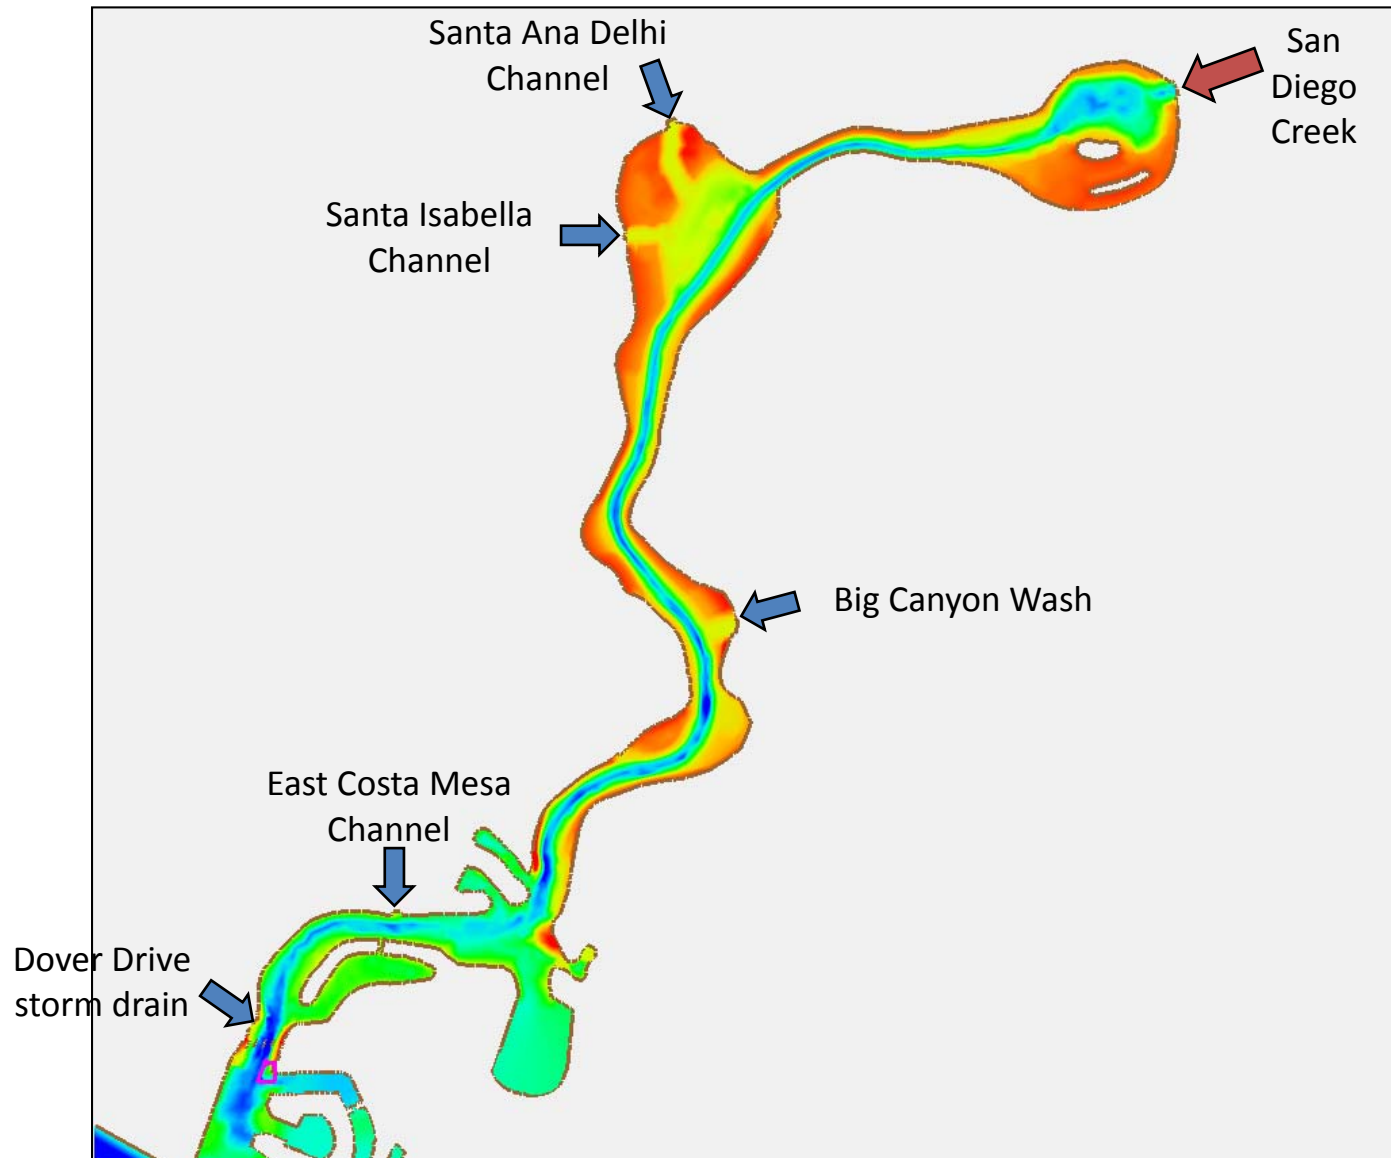 Santa Ana Delhi
Channel
San
Diego
Creek
Santa Isabella
Channel
Big Canyon Wash
East Costa Mesa
Channel
Dover Drive
storm drain